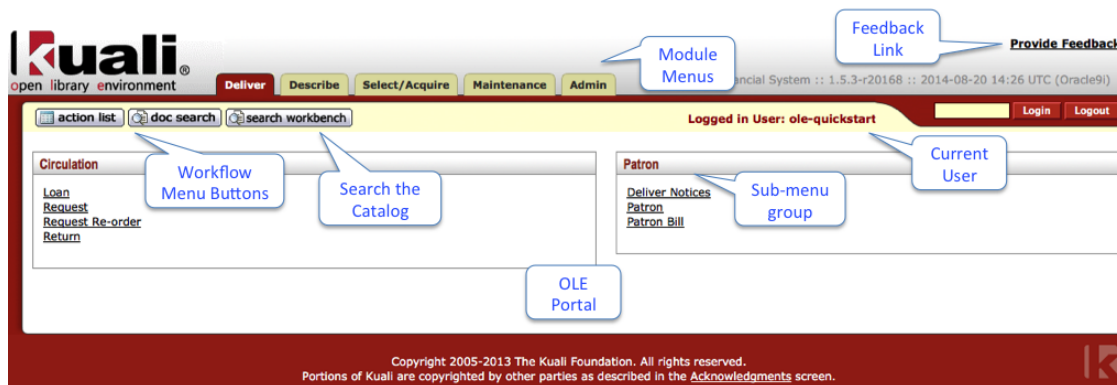 Kuali®
open library environment
Feedback
Link
Provide Feedback
Module
Menus
ancial System :: 1.5.3-r20168 :: 2014-08-20 14:26 UTC (Oracle9i)
Deliver Describe Select/Acquire Maintenance Admin
action list doc search search workbench
Logged in User: ole-quickstart
Login Logout
Workflow
Menu Buttons
Search the
Catalog
Current
User
Circulation
Loan
Request
Request Re-order
Return
Patron
Deliver Notices
Patron
Patron Bill
Sub-menu
group
OLE
Portal
Copyright 2005-2013 The Kuali Foundation. All rights reserved.
Portions of Kuali are copyrighted by other parties as described in the Acknowledgments screen.